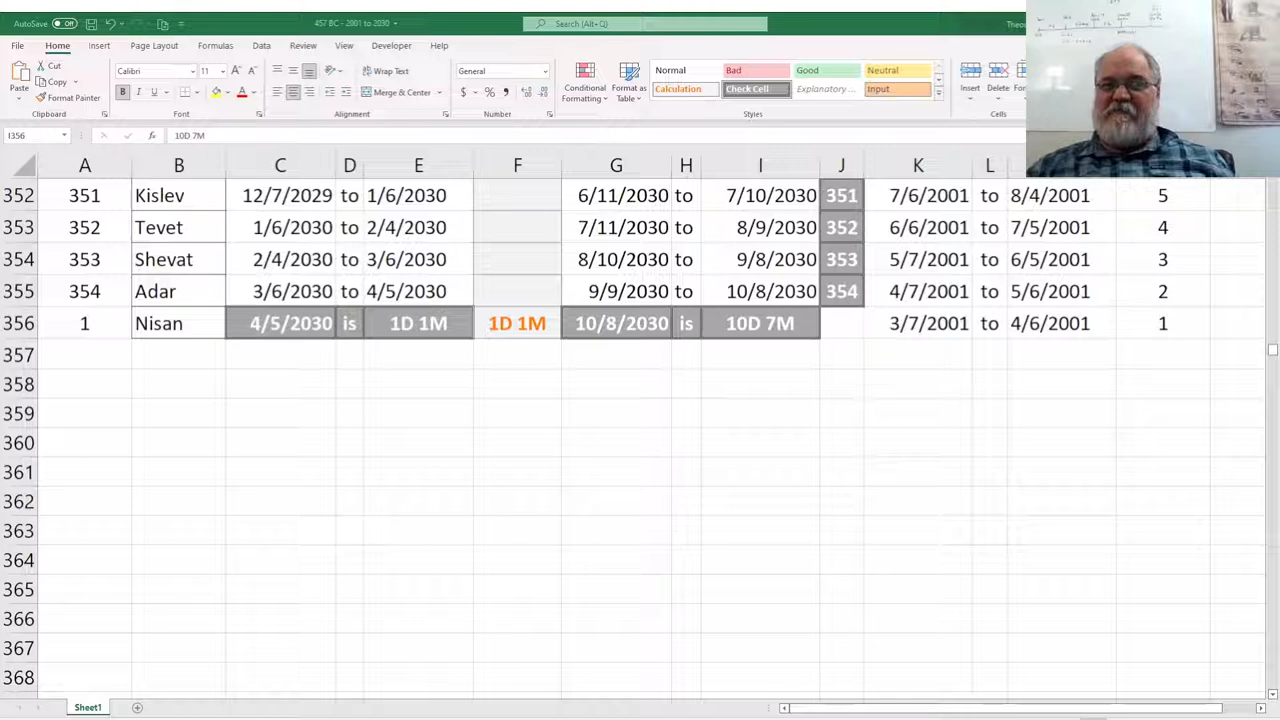 AutoSave Off 457 BC - 2001 to 2030 Search (Alt+Q) Theo
File Home Insert Page Layout Formulas Data Review View Developer Help
Paste Cut Copy Format Painter Clipboard
Calibri 11 B I U A A A Font
Wrap Text Merge & Center Alignment
General $ % Number
Conditional Formatting Format as Table
Normal Bad Good Neutral
Calculation Check Cell Explanatory ... Input
Styles
Insert Delete Cells
I356 fx 10D 7M
A B C D E F G H I J K L
352 351 Kislev 12/7/2029 to 1/6/2030 6/11/2030 to 7/10/2030 351 7/6/2001 to 8/4/2001 5
353 352 Tevet 1/6/2030 to 2/4/2030 7/11/2030 to 8/9/2030 352 6/6/2001 to 7/5/2001 4
354 353 Shevat 2/4/2030 to 3/6/2030 8/10/2030 to 9/8/2030 353 5/7/2001 to 6/5/2001 3
355 354 Adar 3/6/2030 to 4/5/2030 9/9/2030 to 10/8/2030 354 4/7/2001 to 5/6/2001 2
356 1 Nisan 4/5/2030 is 1D 1M 1D 1M 10/8/2030 is 10D 7M 3/7/2001 to 4/6/2001 1
357
358
359
360
361
362
363
364
365
366
367
368
Sheet1